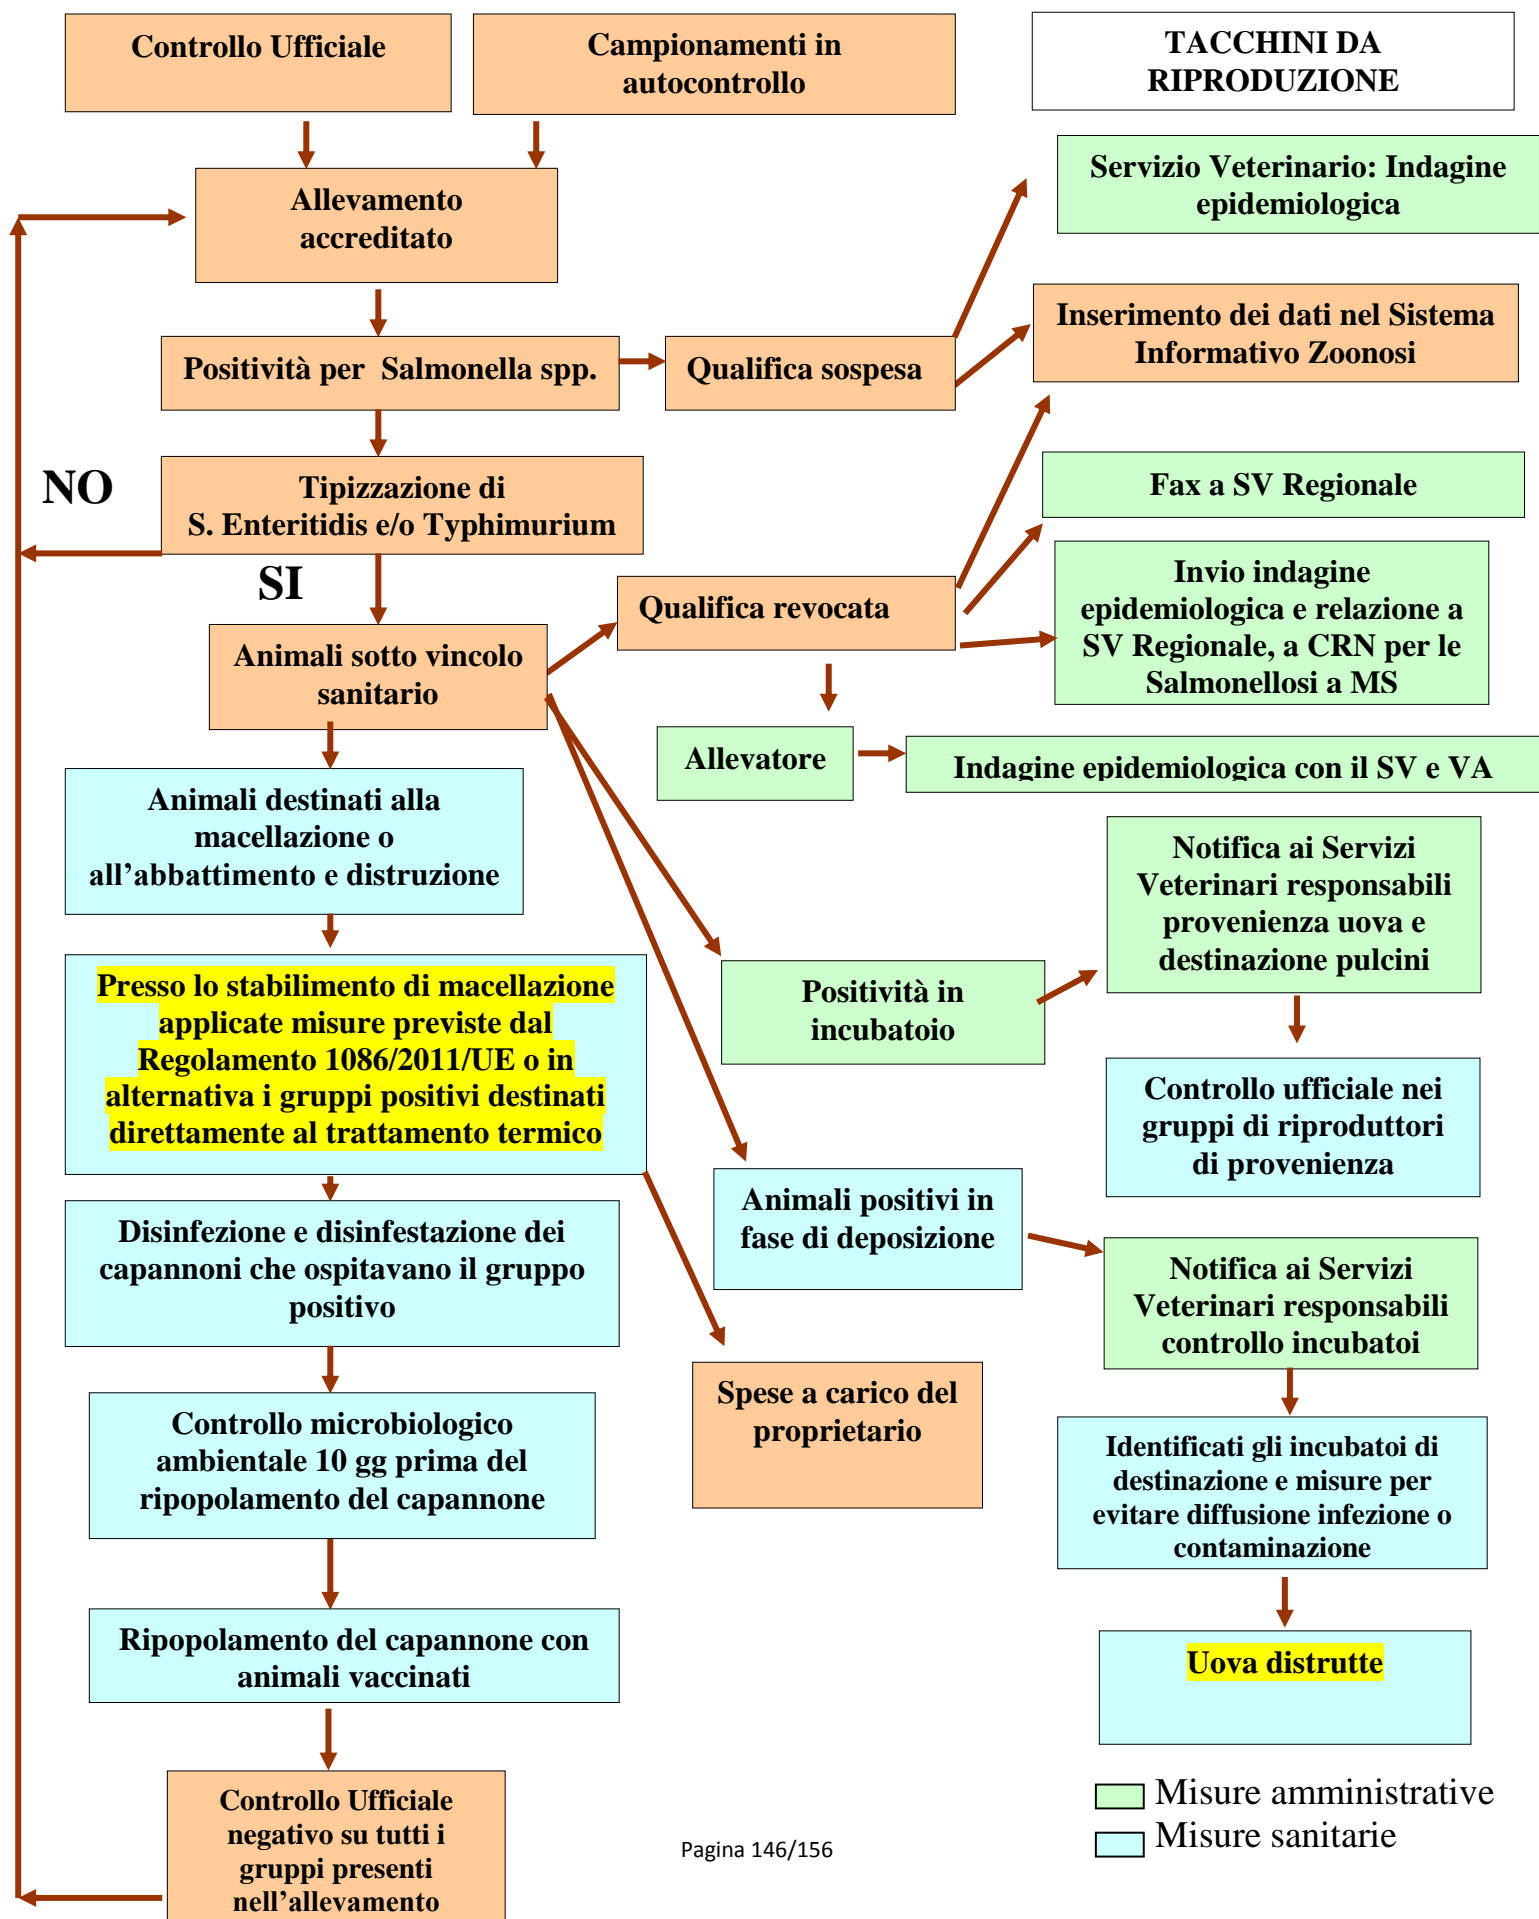 Controllo Ufficiale
Campionamenti in
autocontrollo
TACCHINI DA
RIPRODUZIONE
Servizio Veterinario: Indagine
epidemiologica
Allevamento
accreditato
Inserimento dei dati nel Sistema
Informativo Zoonosi
Positività per  Salmonella spp.
Qualifica sospesa
NO
Tipizzazione di
S. Enteritidis e/o Typhimurium
Fax a SV Regionale
SI
Qualifica revocata
Invio indagine
epidemiologica e relazione a
SV Regionale, a CRN per le
Salmonellosi a MS
Animali sotto vincolo
sanitario
Allevatore
Indagine epidemiologica con il SV e VA
Animali destinati alla
macellazione o
all’abbattimento e distruzione
Notifica ai Servizi
Veterinari responsabili
provenienza uova e
destinazione pulcini
Presso lo stabilimento di macellazione
applicate misure previste dal
Regolamento 1086/2011/UE o in
alternativa i gruppi positivi destinati
direttamente al trattamento termico
Positività in
incubatoio
Controllo ufficiale nei
gruppi di riproduttori
di provenienza
Animali positivi in
fase di deposizione
Disinfezione e disinfestazione dei
capannoni che ospitavano il gruppo
positivo
Notifica ai Servizi
Veterinari responsabili
controllo incubatoi
Spese a carico del
proprietario
Controllo microbiologico
ambientale 10 gg prima del
ripopolamento del capannone
Identificati gli incubatoi di
destinazione e misure per
evitare diffusione infezione o
contaminazione
Ripopolamento del capannone con
animali vaccinati
Uova distrutte
Controllo Ufficiale
negativo su tutti i
gruppi presenti
nell’allevamento
Misure amministrative
Misure sanitarie
Pagina 146/156